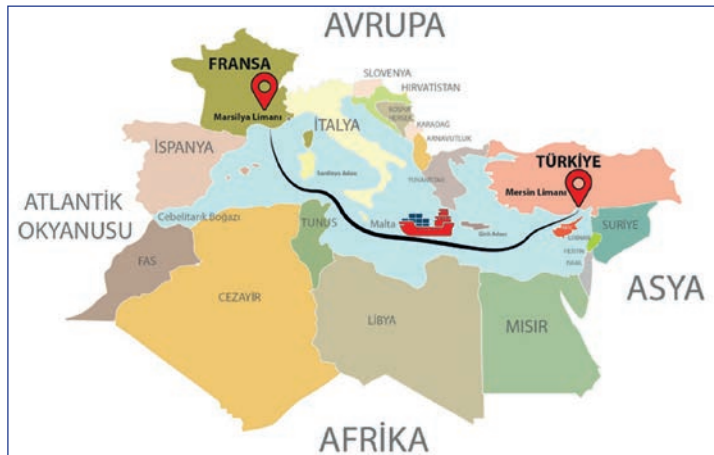 AVRUPA
FRANSA
Marsilya Limanı
SLOVENYA
HIRVATİSTAN
BOSNA
HERSEK
İTALYA
KARADAĞ
ARNAVUTLUK
İSPANYA
Sardinya Adası
TÜRKİYE
YUNANİSTAN
Mersin Limanı
ATLANTİK
OKYANUSU
Cebelitarık Boğazı
TUNUS
Malta
Girit Adası
SURİYE
LÜBNAN
FİLİSTİN
İSRAİL
FAS
CEZAYİR
LİBYA
MISIR
ASYA
AFRİKA